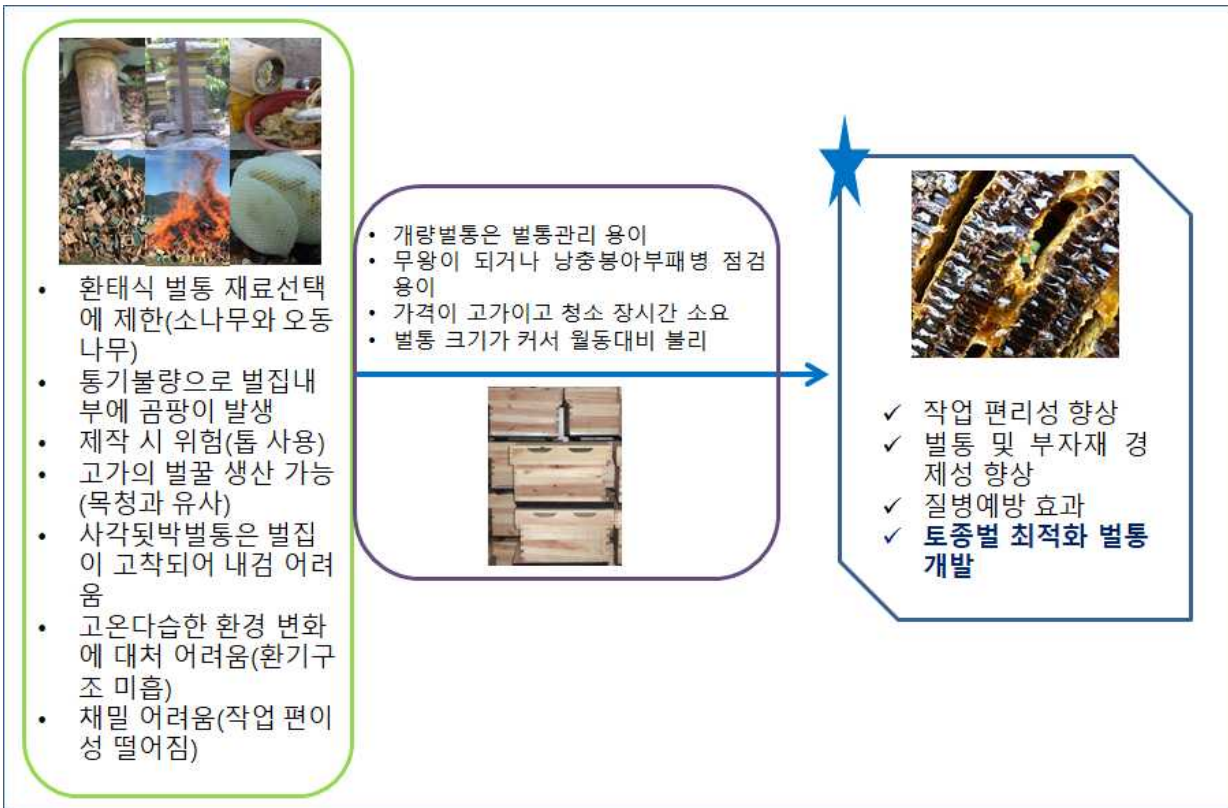 • 환태식 벌통 재료선택
에 제한(소나무와 오동
나무)
• 통기불량으로 벌집내
부에 곰팡이 발생
• 제작 시 위험(톱 사용)
• 고가의 벌꿀 생산 가능
(목청과 유사)
• 사각됫박벌통은 벌집
이 고착되어 내검 어려
움
• 고온다습한 환경 변화
에 대처 어려움(환기구
조 미흡)
• 채밀 어려움(작업 편이
성 떨어짐)
• 개량벌통은 벌통관리 용이
• 무왕이 되거나 낭충봉아부패병 점검
용이
• 가격이 고가이고 청소 장시간 소요
• 벌통 크기가 커서 월동대비 불리
✓ 작업 편리성 향상
✓ 벌통 및 부자재 경
제성 향상
✓ 질병예방 효과
✓ 토종벌 최적화 벌통
개발